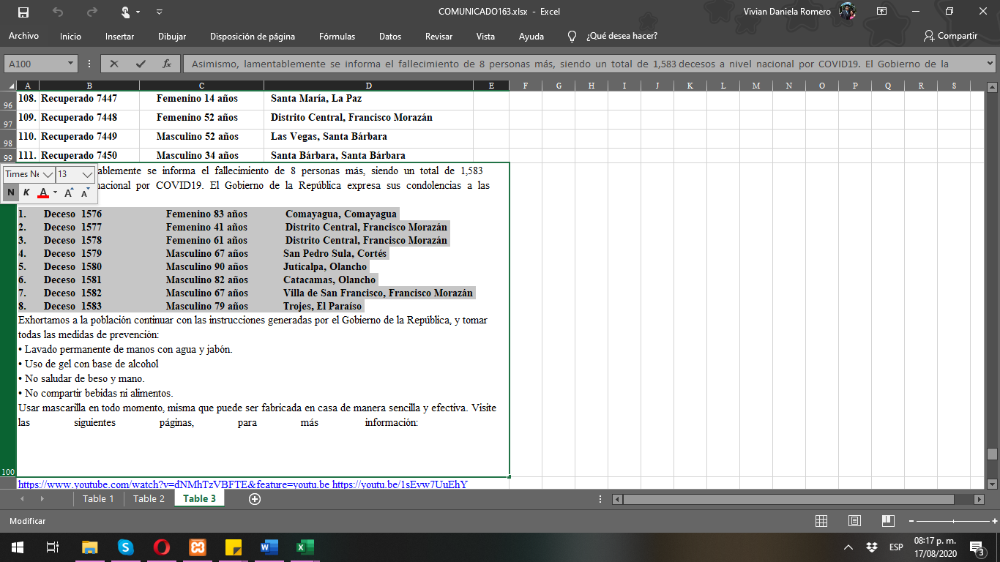 COMUNICADO163.xlsx - Excel
Vivian Daniela Romero
Archivo Inicio Insertar Dibujar Disposición de página Fórmulas Datos Revisar Vista Ayuda ¿Qué desea hacer? Compartir
A100 fx Asimismo, lamentablemente se informa el fallecimiento de 8 personas más, siendo un total de 1,583 decesos a nivel nacional por COVID19. El Gobierno de la
A B C D E F G H I J K L M N O P Q R S
96 108. Recuperado 7447 Femenino 14 años Santa María, La Paz
97 109. Recuperado 7448 Femenino 52 años Distrito Central, Francisco Morazán
98 110. Recuperado 7449 Masculino 52 años Las Vegas, Santa Bárbara
99 111. Recuperado 7450 Masculino 34 años Santa Bárbara, Santa Bárbara
ablemente se informa el fallecimiento de 8 personas más, siendo un total de 1,583
Times Ne 13
nacional por COVID19. El Gobierno de la República expresa sus condolencias a las
N K A A A
1. Deceso 1576 Femenino 83 años Comayagua, Comayagua
2. Deceso 1577 Femenino 41 años Distrito Central, Francisco Morazán
3. Deceso 1578 Femenino 61 años Distrito Central, Francisco Morazán
4. Deceso 1579 Masculino 67 años San Pedro Sula, Cortés
5. Deceso 1580 Masculino 90 años Juticalpa, Olancho
6. Deceso 1581 Masculino 82 años Catacamas, Olancho
7. Deceso 1582 Masculino 67 años Villa de San Francisco, Francisco Morazán
8. Deceso 1583 Masculino 79 años Trojes, El Paraíso
Exhortamos a la población continuar con las instrucciones generadas por el Gobierno de la República, y tomar
todas las medidas de prevención:
• Lavado permanente de manos con agua y jabón.
• Uso de gel con base de alcohol
• No saludar de beso y mano.
• No compartir bebidas ni alimentos.
Usar mascarilla en todo momento, misma que puede ser fabricada en casa de manera sencilla y efectiva. Visite
las siguientes páginas, para más información:
100
https://www.youtube.com/watch?v=dNMhTzVBFTE&feature=youtu.be https://youtu.be/1sEvw7UuEhY
Table 1 Table 2 Table 3
Modificar
ESP
08:17 p. m.
17/08/2020
3